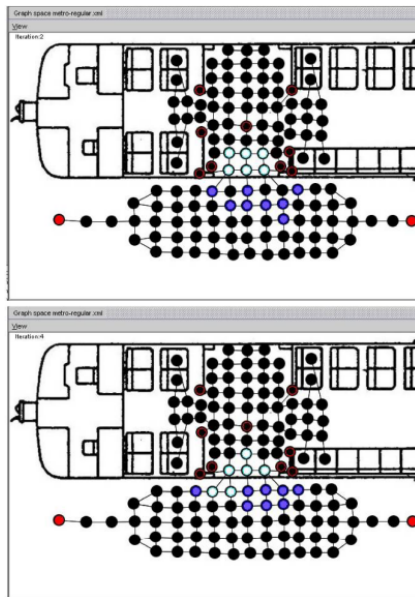 Graph space metro-regular.xml
View
Iteration:2
Graph space metro-regular.xml
View
Iteration:4